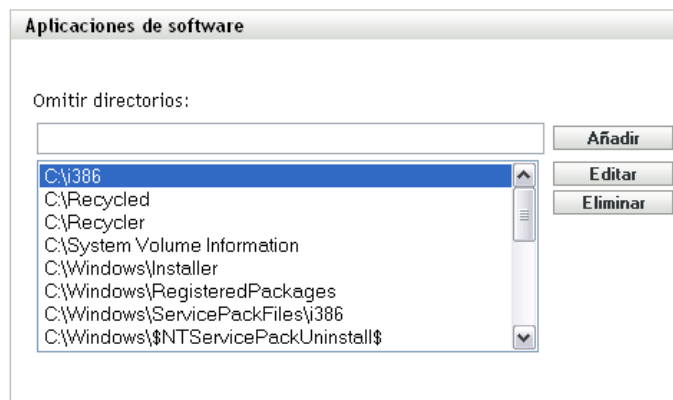 Aplicaciones de software
Omitir directorios:
Añadir
C:\i386
Editar
C:\Recycled
Eliminar
C:\Recycler
C:\System Volume Information
C:\Windows\Installer
C:\Windows\RegisteredPackages
C:\Windows\ServicePackFiles\i386
C:\Windows\$NTServicePackUninstall$